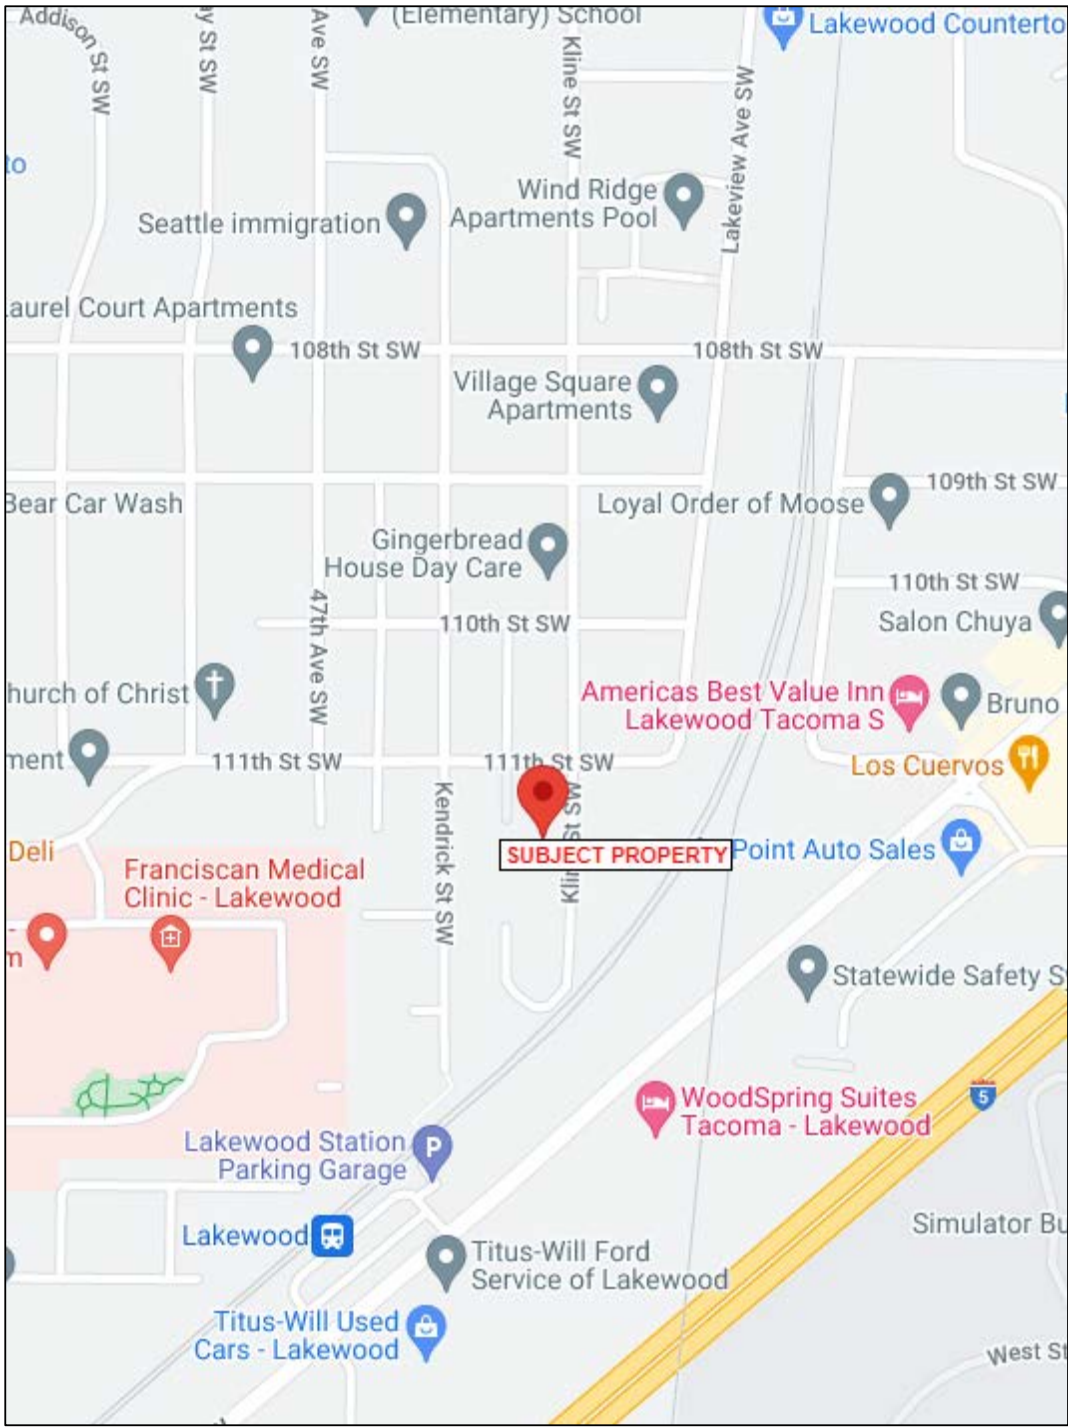 Addison St SW
ay St SW
Ave SW
(Elementary) School
Kline St SW
Lakeview Ave SW
Lakewood Counterto
to
Wind Ridge
Apartments Pool
Seattle immigration
aurel Court Apartments
108th St SW
108th St SW
Village Square
Apartments
109th St SW
Bear Car Wash
Loyal Order of Moose
Gingerbread
House Day Care
110th St SW
47th Ave SW
110th St SW
Salon Chuya
hurch of Christ
Americas Best Value Inn
Lakewood Tacoma S
Bruno
ment
111th St SW
111th St SW
Los Cuervos
Kendrick St SW
Kline St SW
Deli
SUBJECT PROPERTY
Point Auto Sales
Franciscan Medical
Clinic - Lakewood
m
Statewide Safety Sy
WoodSpring Suites
Tacoma - Lakewood
5
Lakewood Station
Parking Garage
P
Lakewood
Simulator Bu
Titus-Will Ford
Service of Lakewood
Titus-Will Used
Cars - Lakewood
West St